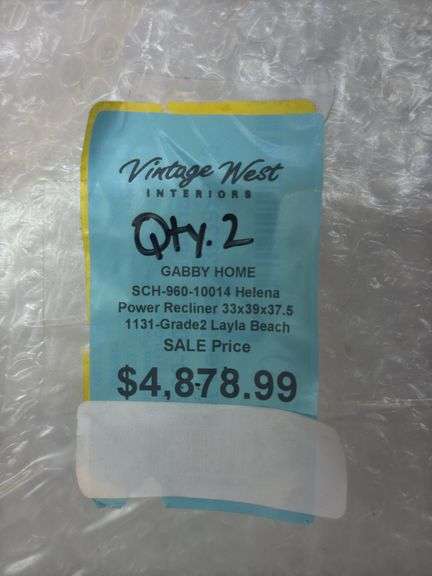 Vintage West
INTERIORS
Qty. 2
GABBY HOME
SCH-960-10014 Helena
Power Recliner 33x39x37.5
1131-Grade2 Layla Beach
SALE Price
$4,878.99